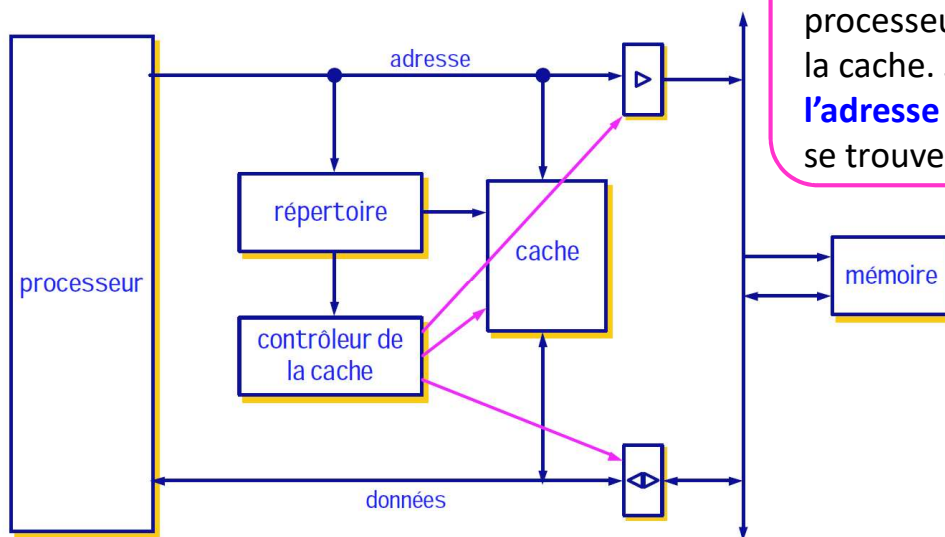 processeu
la cache.
l'adresse
se trouve
adresse
répertoire
cache
processeur
mémoire
contrôleur de
la cache
données